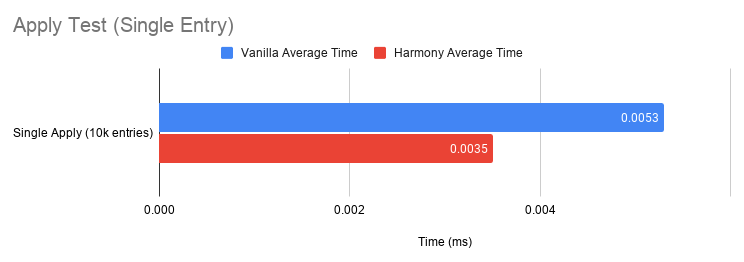 Apply Test (Single Entry)
Vanilla Average Time
Harmony Average Time
Single Apply (10k entries)
0.0053
0.0035
0.000
0.002
0.004
Time (ms)